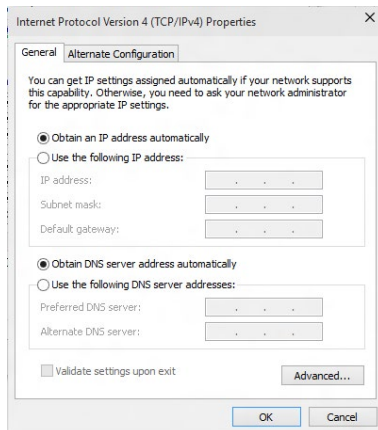 Internet Protocol Version 4 (TCP/IPv4) Properties
General
Alternate Configuration
You can get IP settings assigned automatically if your network supports
this capability. Otherwise, you need to ask your network administrator
for the appropriate IP settings.
Obtain an IP address automatically
Use the following IP address:
IP address:
Subnet mask:
Default gateway:
Obtain DNS server address automatically
Use the following DNS server addresses:
Preferred DNS server:
Alternate DNS server:
Validate settings upon exit
Advanced...
OK
Cancel